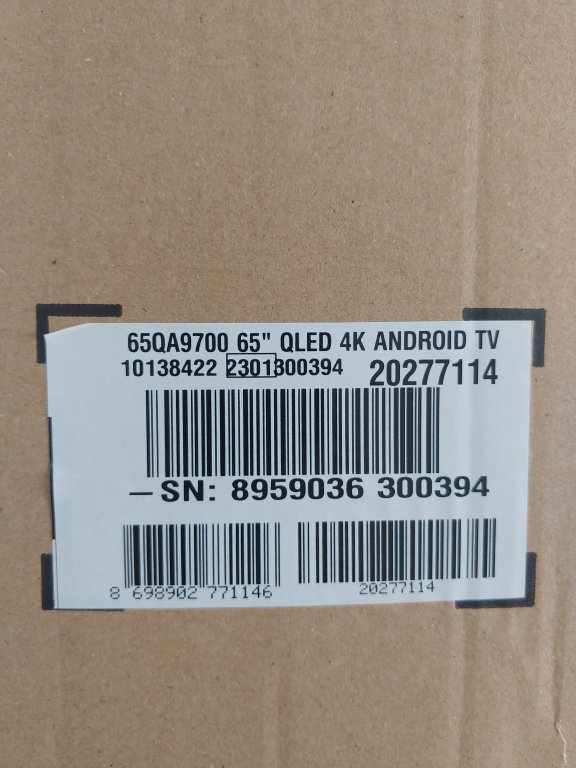 65QA9700 65" QLED 4K ANDROID TV
10138422 2301300394 20277114
–SN: 8959036 300394
8 698902 771146 20277114